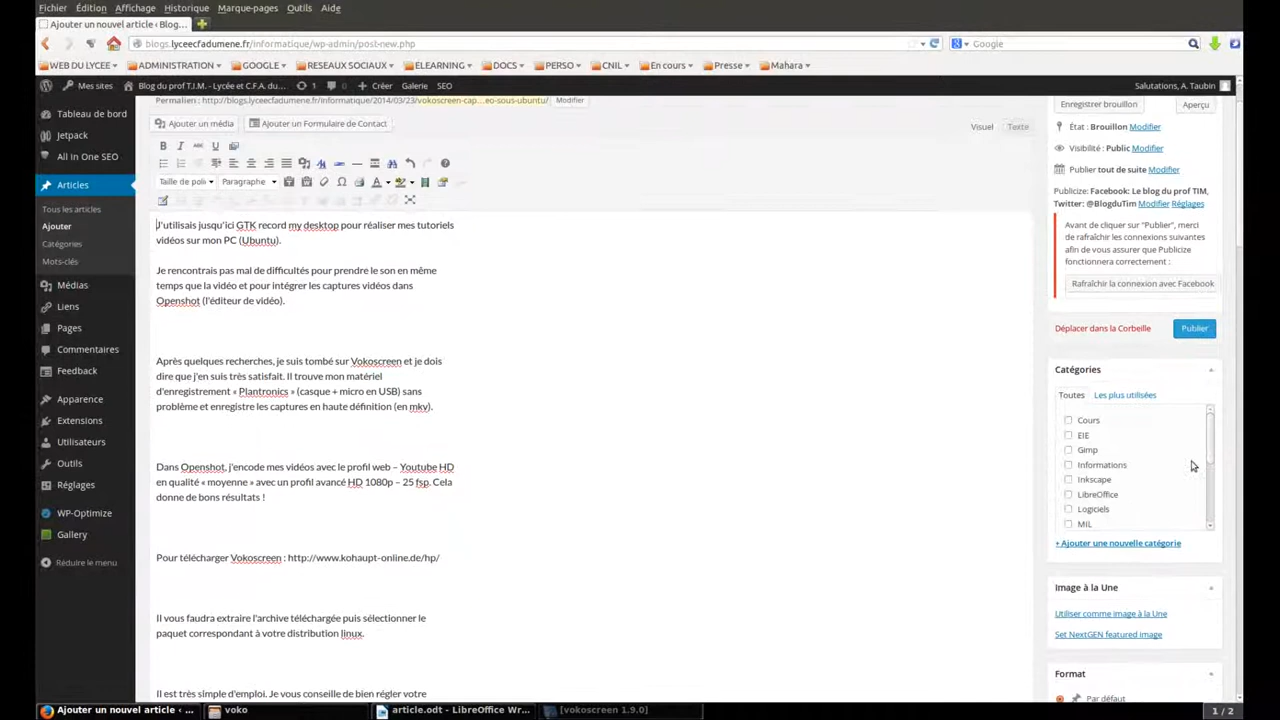 Fichier Édition Affichage Historique Marque-pages Outils Aide
Ajouter un nouvel article ‹ Blog...
blogs.lyceecfadumene.fr/informatique/wp-admin/post-new.php
Google
WEB DU LYCEE ADMINISTRATION GOOGLE RESEAUX SOCIAUX ELEARNING DOCS PERSO CNIL En cours Presse Mahara
Mes sites Blog du prof T.I.M. - Lycée et C.F.A. du... 1 0 Créer Galerie SEO Salutations, A. Taubin
Permalien : http://blogs.lyceecfadumene.fr/informatique/2014/03/23/vokoscreen-cap...eo-sous-ubuntu/ Modifier
Ajouter un média Ajouter un Formulaire de Contact
Visuel Texte
Taille de poli Paragraphe
J'utilisais jusqu'ici GTK record my desktop pour réaliser mes tutoriels
vidéos sur mon PC (Ubuntu).
Je rencontrais pas mal de difficultés pour prendre le son en même
temps que la vidéo et pour intégrer les captures vidéos dans
Openshot (l'éditeur de vidéo).
Après quelques recherches, je suis tombé sur Vokoscreen et je dois
dire que j'en suis très satisfait. Il trouve mon matériel
d'enregistrement « Plantronics » (casque + micro en USB) sans
problème et enregistre les captures en haute définition (en mkv).
Dans Openshot, j'encode mes vidéos avec le profil web – Youtube HD
en qualité « moyenne » avec un profil avancé HD 1080p – 25 fsp. Cela
donne de bons résultats !
Pour télécharger Vokoscreen : http://www.kohaupt-online.de/hp/
Il vous faudra extraire l'archive téléchargée puis sélectionner le
paquet correspondant à votre distribution linux.
Il est très simple d'emploi. Je vous conseille de bien régler votre
Tableau de bord
Jetpack
All in One SEO
Articles
Tous les articles
Ajouter
Catégories
Mots-clés
Médias
Liens
Pages
Commentaires
Feedback
Apparence
Extensions
Utilisateurs
Outils
Réglages
WP-Optimize
Gallery
Réduire le menu
Enregistrer brouillon Aperçu
État : Brouillon Modifier
Visibilité : Public Modifier
Publier tout de suite Modifier
Publicize: Facebook: Le blog du prof TIM,
Twitter: @BlogduTim Modifier Réglages
Avant de cliquer sur "Publier", merci
de rafraîchir les connexions suivantes
afin de vous assurer que Publicize
fonctionnera correctement :
Rafraîchir la connexion avec Facebook
Déplacer dans la Corbeille Publier
Catégories
Toutes Les plus utilisées
Cours
EIE
Gimp
Informations
Inkscape
LibreOffice
Logiciels
MIL
+ Ajouter une nouvelle catégorie
Image à la Une
Utiliser comme image à la Une
Set NextGEN featured image
Format
Par défaut
Ajouter un nouvel article ‹ ... voko article.odt - LibreOffice Wr... [vokoscreen 1.9.0] 1 / 2